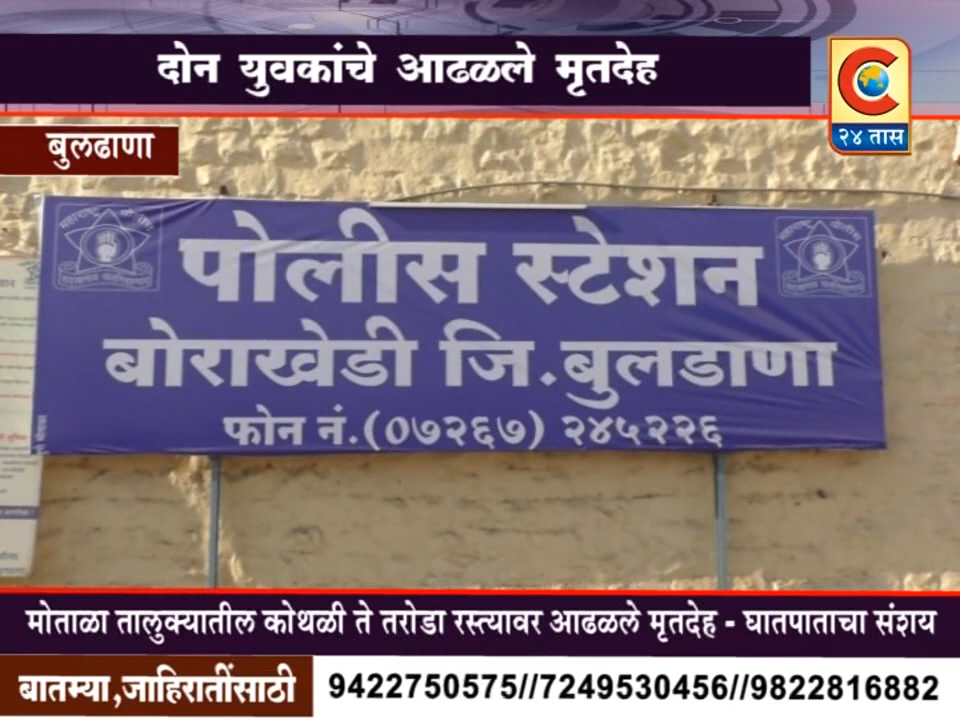 दोन युवकांचे आढळले मृतदेह
C
२४ तास
बुलढाणा
पोलीस स्टेशन
बोराखेडी जि.बुलडाणा
फोन नं.(०७२६७) २४५२२६
मोताळा तालुक्यातील कोथळी ते तरोडा रस्त्यावर आढळले मृतदेह - घातपाताचा संशय
बातम्या,जाहिरातींसाठी
9422750575//7249530456//9822816882